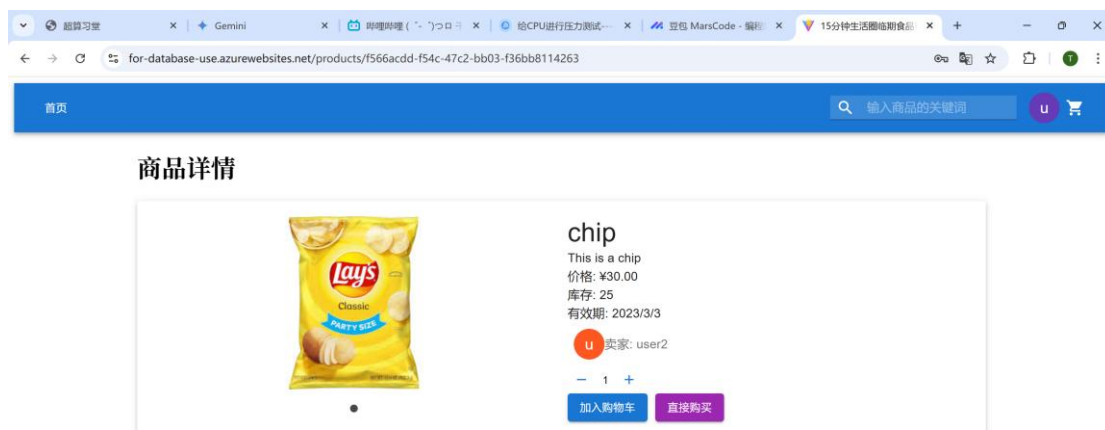 超算习堂
Gemini
哔哩哔哩 (゜-゜)つロ
给CPU进行压力测试
豆包 MarsCode - 编程
15分钟生活圈临期食品
for-database-use.azurewebsites.net/products/f566acdd-f54c-47c2-bb03-f36bb8114263
T
首页
输入商品的关键词
u
商品详情
Lay's
Classic
PARTY SIZE
chip
This is a chip
价格: ¥30.00
库存: 25
有效期: 2023/3/3
u 卖家: user2
− 1 +
加入购物车 直接购买